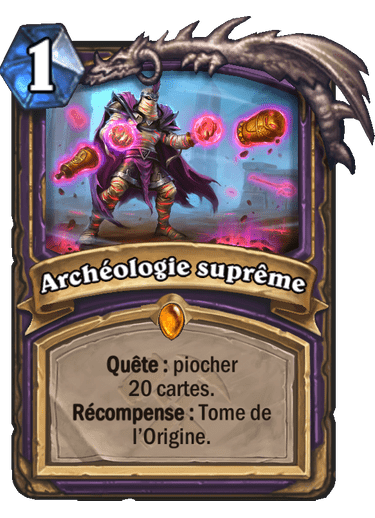 1
Archéologie suprême
Quête : piocher
20 cartes.
Récompense : Tome de
l'Origine.